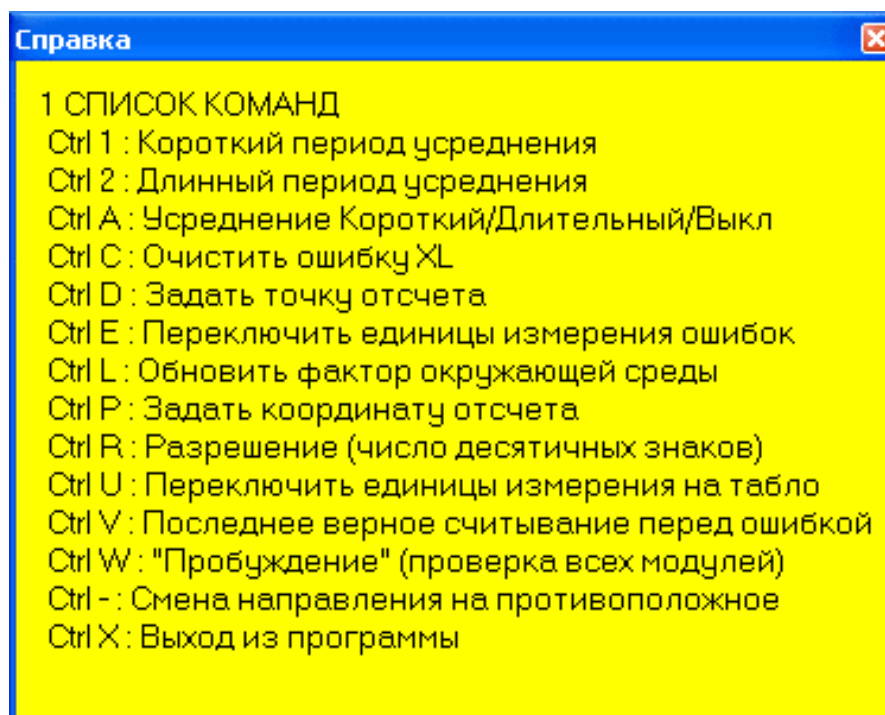 Справка
1 СПИСОК КОМАНД
Ctrl 1 : Короткий период усреднения
Ctrl 2 : Длинный период усреднения
Ctrl A : Усреднение Короткий/Длительный/Выкл
Ctrl C : Очистить ошибку XL
Ctrl D : Задать точку отсчета
Ctrl E : Переключить единицы измерения ошибок
Ctrl L : Обновить фактор окружающей среды
Ctrl P : Задать координату отсчета
Ctrl R : Разрешение (число десятичных знаков)
Ctrl U : Переключить единицы измерения на табло
Ctrl V : Последнее верное считывание перед ошибкой
Ctrl W : "Пробуждение" (проверка всех модулей)
Ctrl - : Смена направления на противоположное
Ctrl X : Выход из программы